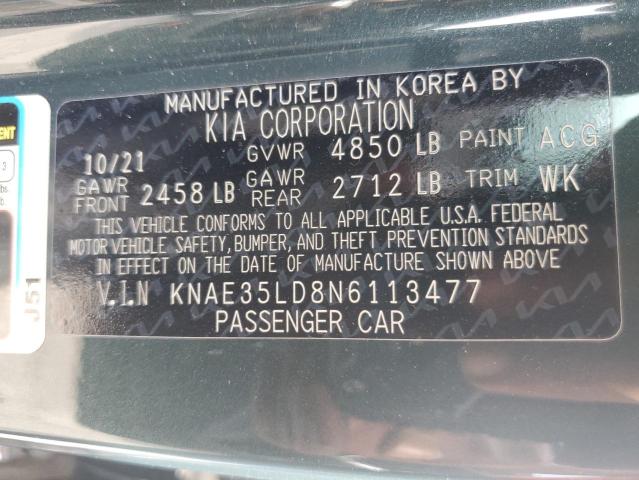 MANUFACTURED IN KOREA BY
KIA CORPORATION
10/21 GVWR 4850 LB PAINT ACG
GAWR FRONT 2458 LB GAWR REAR 2712 LB TRIM WK
THIS VEHICLE CONFORMS TO ALL APPLICABLE U.S.A. FEDERAL
MOTOR VEHICLE SAFETY, BUMPER, AND THEFT PREVENTION STANDARDS
IN EFFECT ON THE DATE OF MANUFACTURE SHOWN ABOVE
V.I.N KNAE35LD8N6113477
PASSENGER CAR
J51